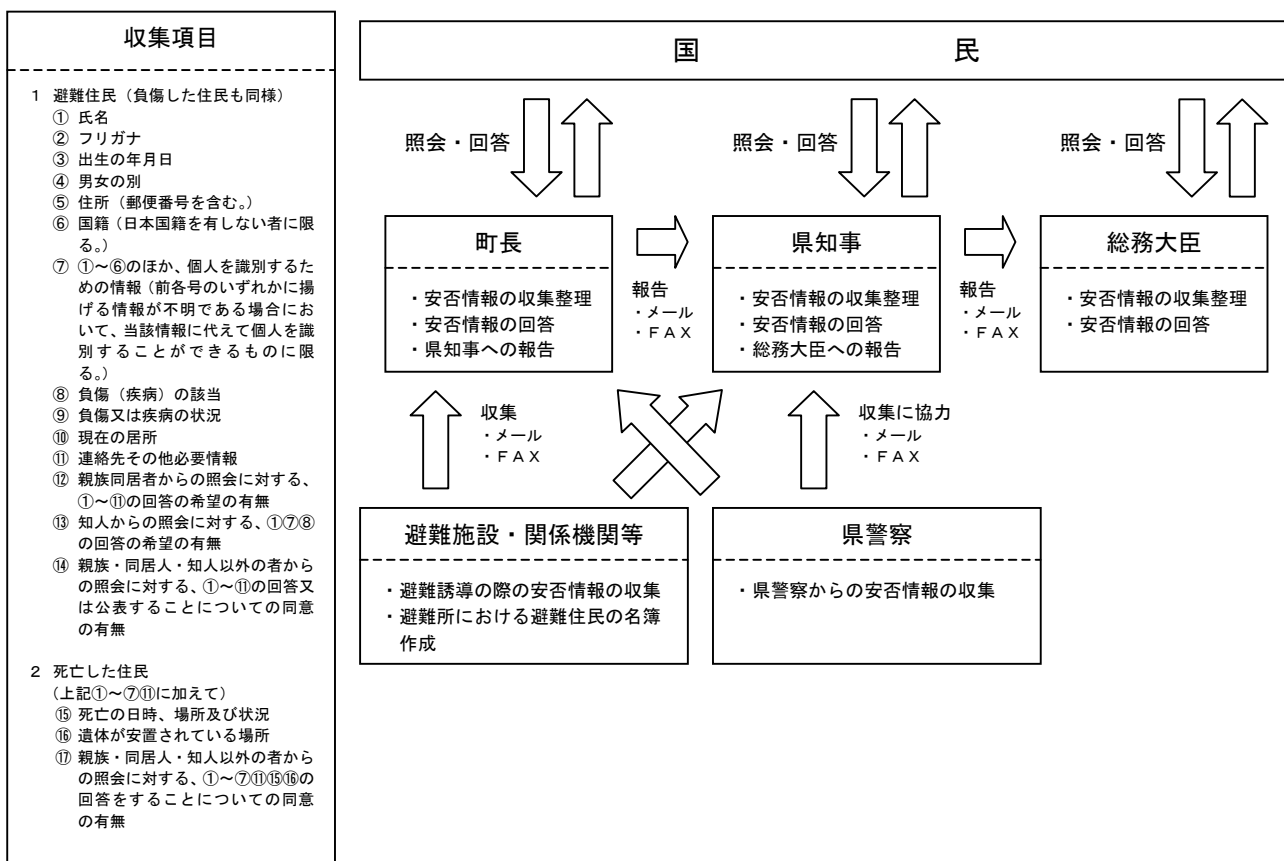 収集項目
1 避難住民（負傷した住民も同様）
① 氏名
② フリガナ
③ 出生の年月日
④ 男女の別
⑤ 住所（郵便番号を含む。）
⑥ 国籍（日本国籍を有しない者に限
る。）
⑦ ①～⑥のほか、個人を識別するた
めの情報（前各号のいずれかに掲
げる情報が不明である場合にお
いて、当該情報に代えて個人を識
別することができるものに限
る。）
⑧ 負傷（疾病）の該当
⑨ 負傷又は疾病の状況
⑩ 現在の居所
⑪ 連絡先その他必要情報
⑫ 親族同居者からの照会に対する、
①～⑪の回答の希望の有無
⑬ 知人からの照会に対する、①⑦⑧
の回答の希望の有無
⑭ 親族・同居人・知人以外の者から
の照会に対する、①～⑪の回答又
は公表することについての同意
の有無
2 死亡した住民
（上記①～⑦⑪に加えて）
⑮ 死亡の日時、場所及び状況
⑯ 遺体が安置されている場所
⑰ 親族・同居人・知人以外の者から
の照会に対する、①～⑦⑪⑮⑯の
回答をすることについての同意
の有無
国 民
照会・回答
照会・回答
照会・回答
町長
・安否情報の収集整理
・安否情報の回答
・県知事への報告
報告
・メール
・ＦＡＸ
県知事
・安否情報の収集整理
・安否情報の回答
・総務大臣への報告
報告
・メール
・ＦＡＸ
総務大臣
・安否情報の収集整理
・安否情報の回答
収集
・メール
・ＦＡＸ
収集に協力
・メール
・ＦＡＸ
避難施設・関係機関等
・避難誘導の際の安否情報の収集
・避難所における避難住民の名簿
作成
県警察
・県警察からの安否情報の収集